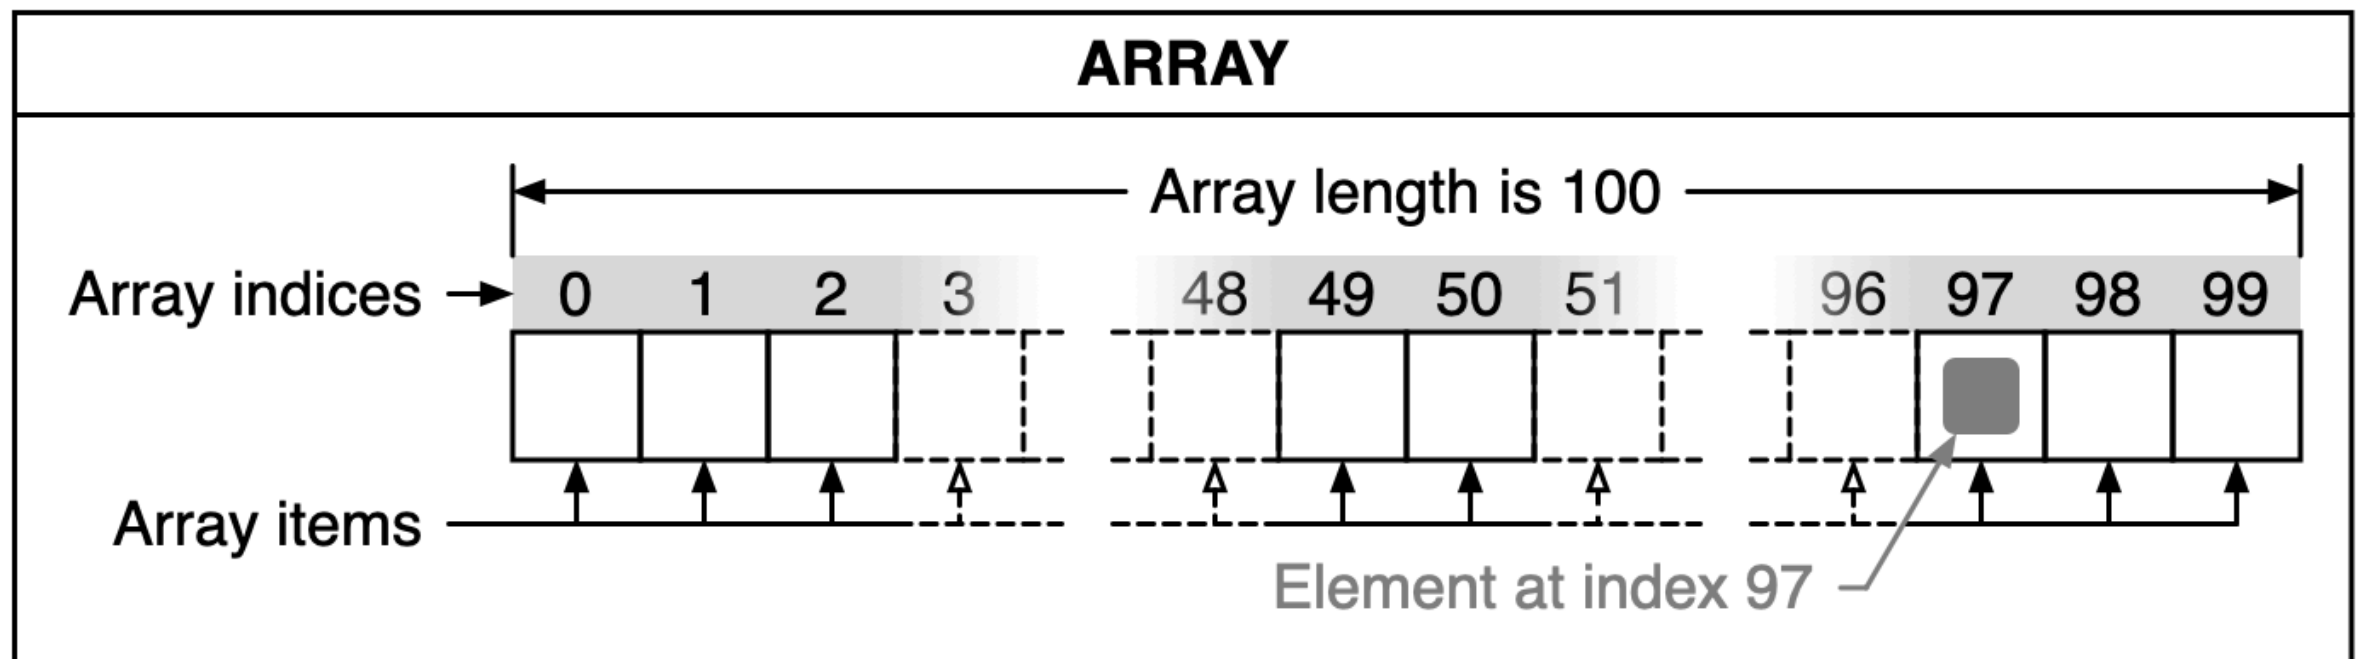 ARRAY
Array length is 100
Array indices 0 1 2 3 48 49 50 51 96 97 98 99
Array items
Element at index 97